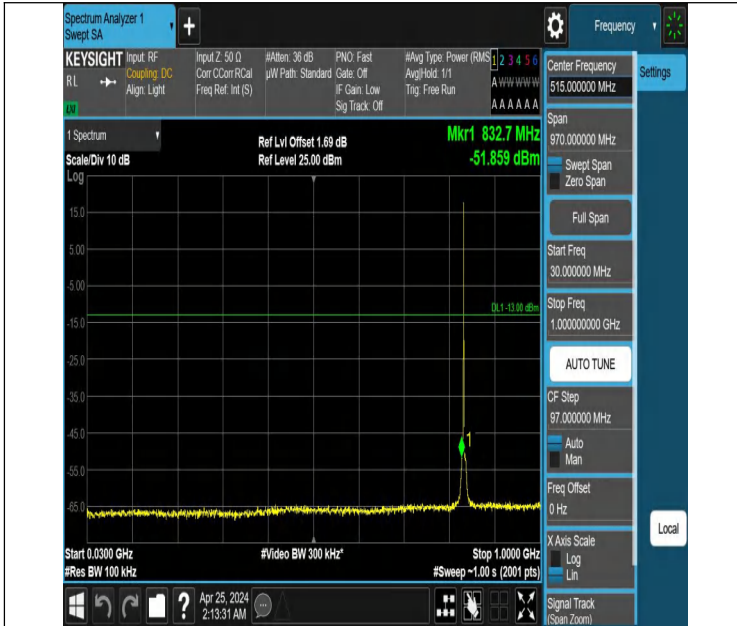 Spectrum Analyzer 1
Swept SA
+
Frequency
KEYSIGHT
RL
Input: RF
Coupling: DC
Align: Light
Input Z: 50 Ω
Corr CCorr RCal
Freq Ref: Int (S)
#Atten: 36 dB
µW Path: Standard
PNO: Fast
Gate: Off
IF Gain: Low
Sig Track: Off
#Avg Type: Power (RMS
Avg|Hold: 1/1
Trig: Free Run
1 2 3 4 5 6
A W W W W W
A A A A A A
1 Spectrum
Scale/Div 10 dB
Log
Ref Lvl Offset 1.69 dB
Ref Level 25.00 dBm
Mkr1 832.7 MHz
-51.859 dBm
15.0
5.00
-5.00
-15.0
-25.0
-35.0
-45.0
-55.0
-65.0
DL1 -13.00 dBm
1
Start 0.0300 GHz
#Res BW 100 kHz
#Video BW 300 kHz*
Stop 1.0000 GHz
#Sweep ~1.00 s (2001 pts)
Center Frequency
515.000000 MHz
Settings
Span
970.000000 MHz
Swept Span
Zero Span
Full Span
Start Freq
30.000000 MHz
Stop Freq
1.000000000 GHz
AUTO TUNE
CF Step
97.000000 MHz
Auto
Man
Freq Offset
0 Hz
X Axis Scale
Log
Lin
Local
Signal Track
(Span Zoom)
?
Apr 25, 2024
2:13:31 AM